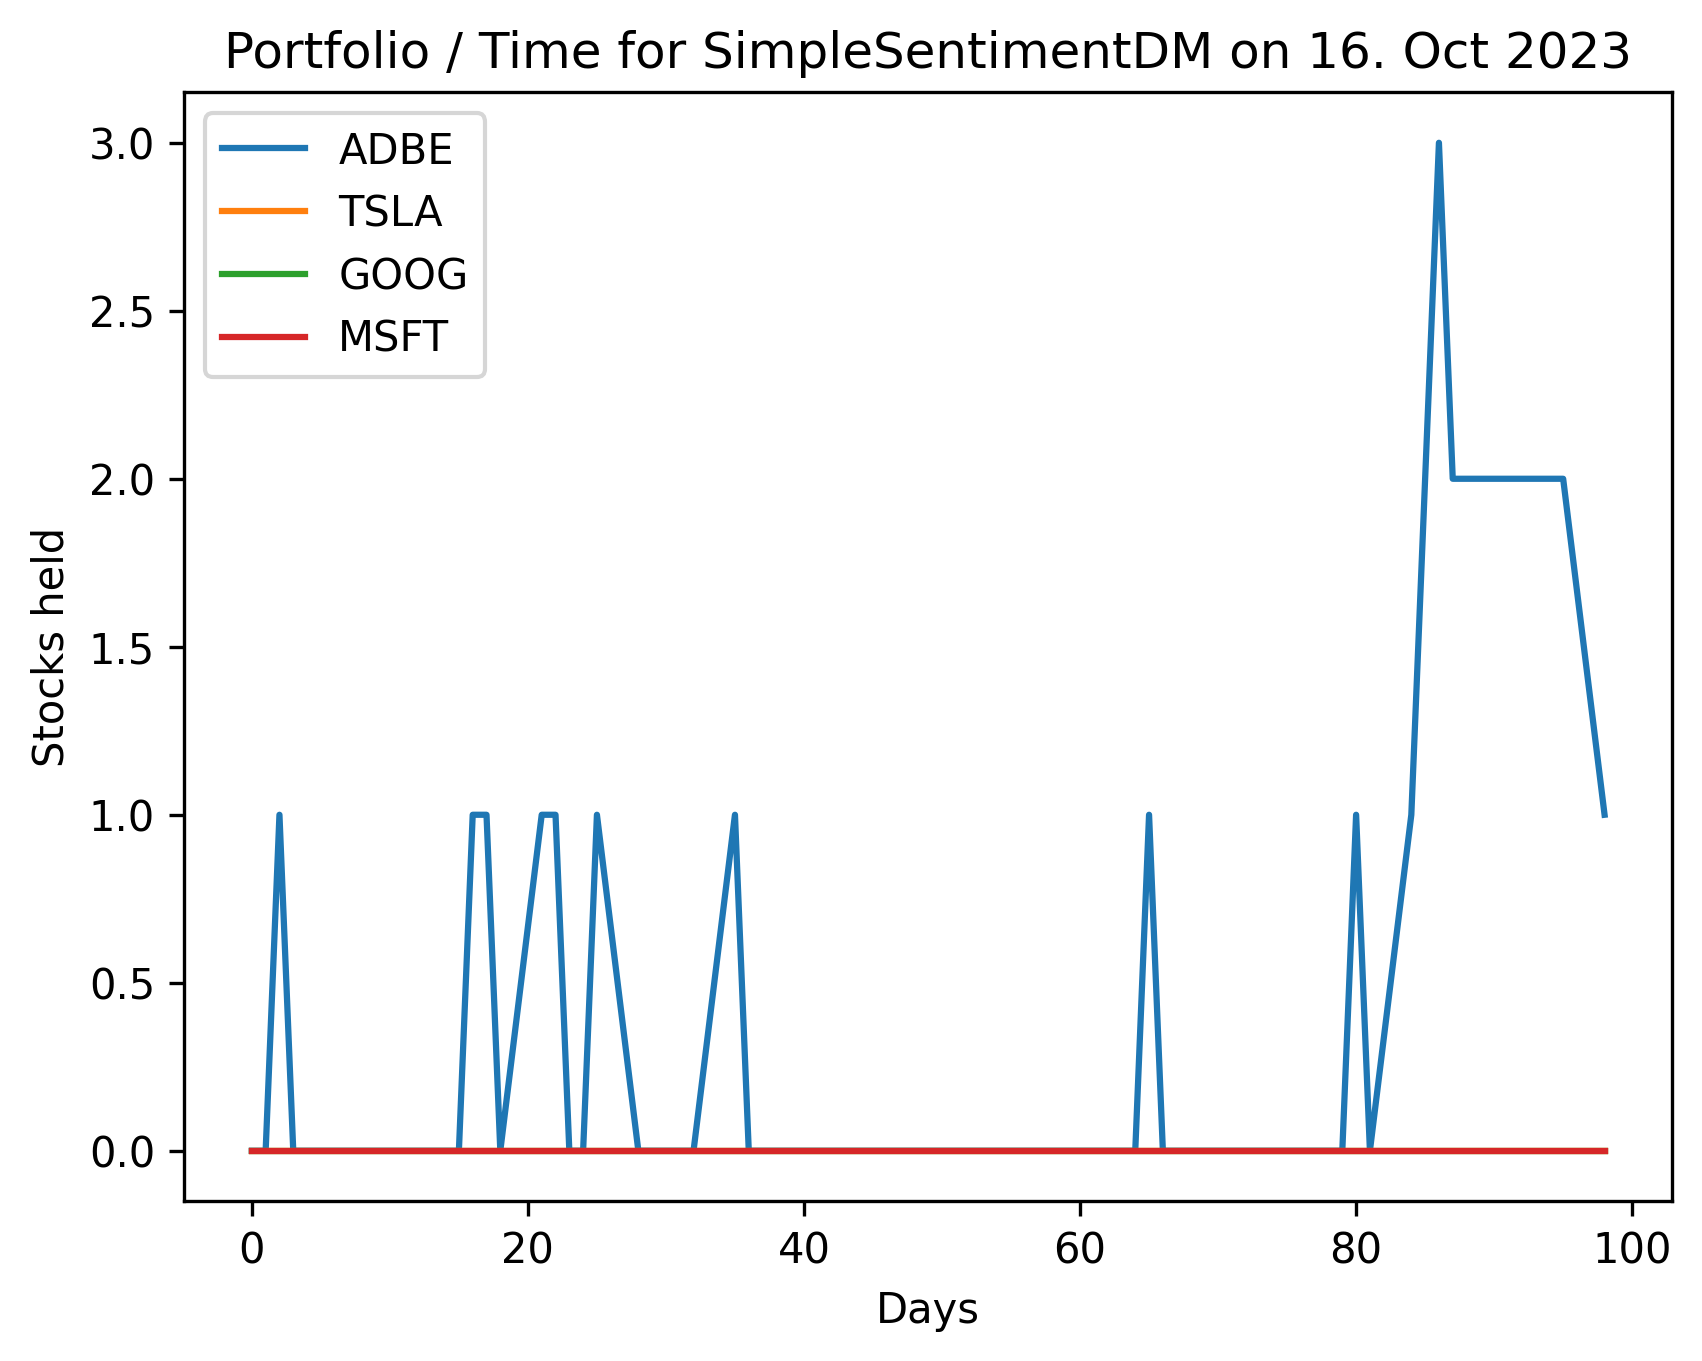 Portfolio / Time for SimpleSentimentDM on 16. Oct 2023
ADBE
TSLA
GOOG
MSFT
3.0
2.5
2.0
1.5
1.0
0.5
0.0
Stocks held
0 20 40 60 80 100
Days